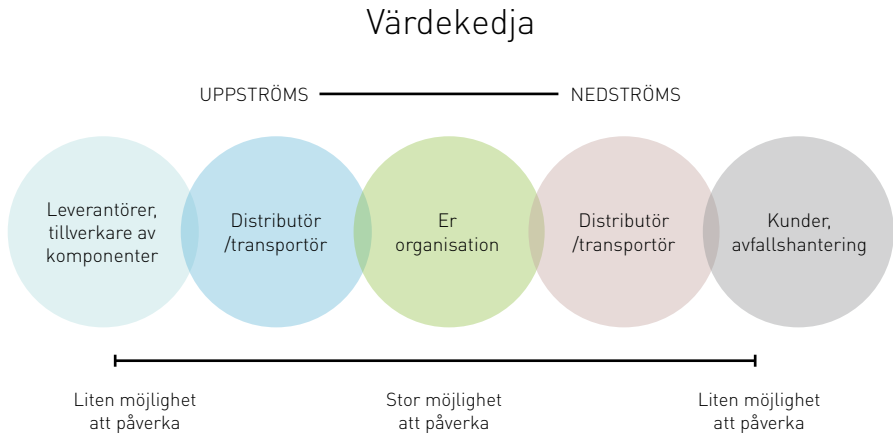 Värdekedja
UPPSTRÖMS
NEDSTRÖMS
Leverantörer,
tillverkare av
komponenter
Distributör
/transportör
Er
organisation
Distributör
/transportör
Kunder,
avfallshantering
Liten möjlighet
att påverka
Stor möjlighet
att påverka
Liten möjlighet
att påverka